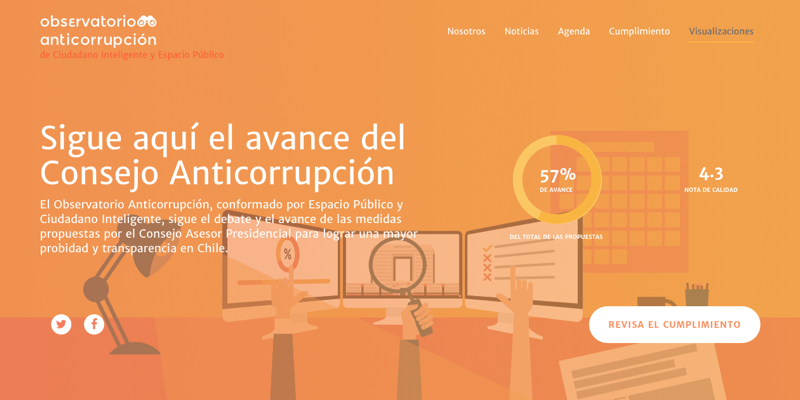 observatorio
anticorrupción
de Ciudadano Inteligente y Espacio Público
Nosotros
Noticias
Agenda
Cumplimiento
Visualizaciones
Sigue aquí el avance del
Consejo Anticorrupción
El Observatorio Anticorrupción, conformado por Espacio Público y
Ciudadano Inteligente, sigue el debate y el avance de las medidas
propuestas por el Consejo Asesor Presidencial para lograr una mayor
probidad y transparencia en Chile.
57%
DE AVANCE
DEL TOTAL DE LAS PROPUESTAS
4.3
NOTA DE CALIDAD
%
REVISA EL CUMPLIMIENTO